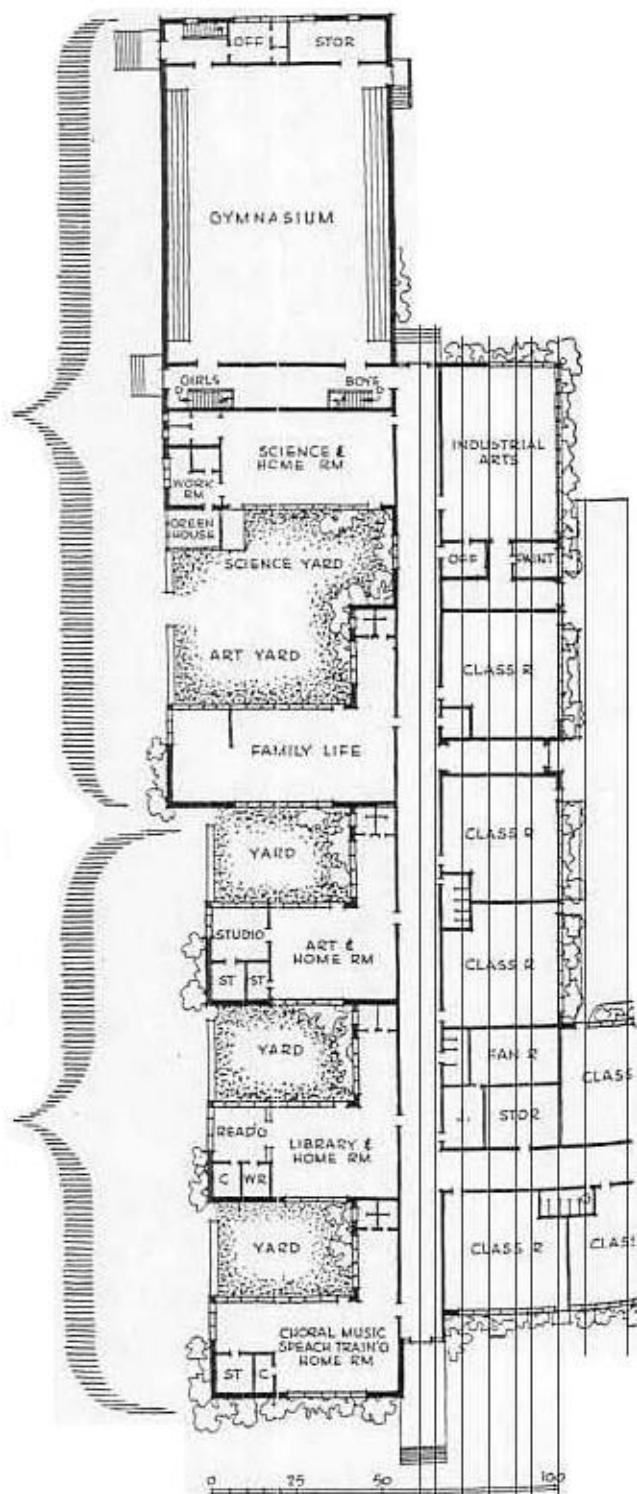 OFF
STOR
GYMNASIUM
GIRLS
BOYS
D
D
SCIENCE &
HOME RM
INDUSTRIAL
ARTS
WORK
RM
GREEN
HOUSE
SCIENCE YARD
OFF
PAINT
ART YARD
CLASS R
FAMILY LIFE
YARD
CLASS R
STUDIO
ART &
HOME RM
ST
ST
CLASS R
YARD
FAN R
CLASS
READ'G
LIBRARY &
HOME RM
STOR
C
WR
YARD
CLASS R
CLASS
CHORAL MUSIC
SPEACH TRAIN'G
HOME RM
ST
C
0 25 50 100